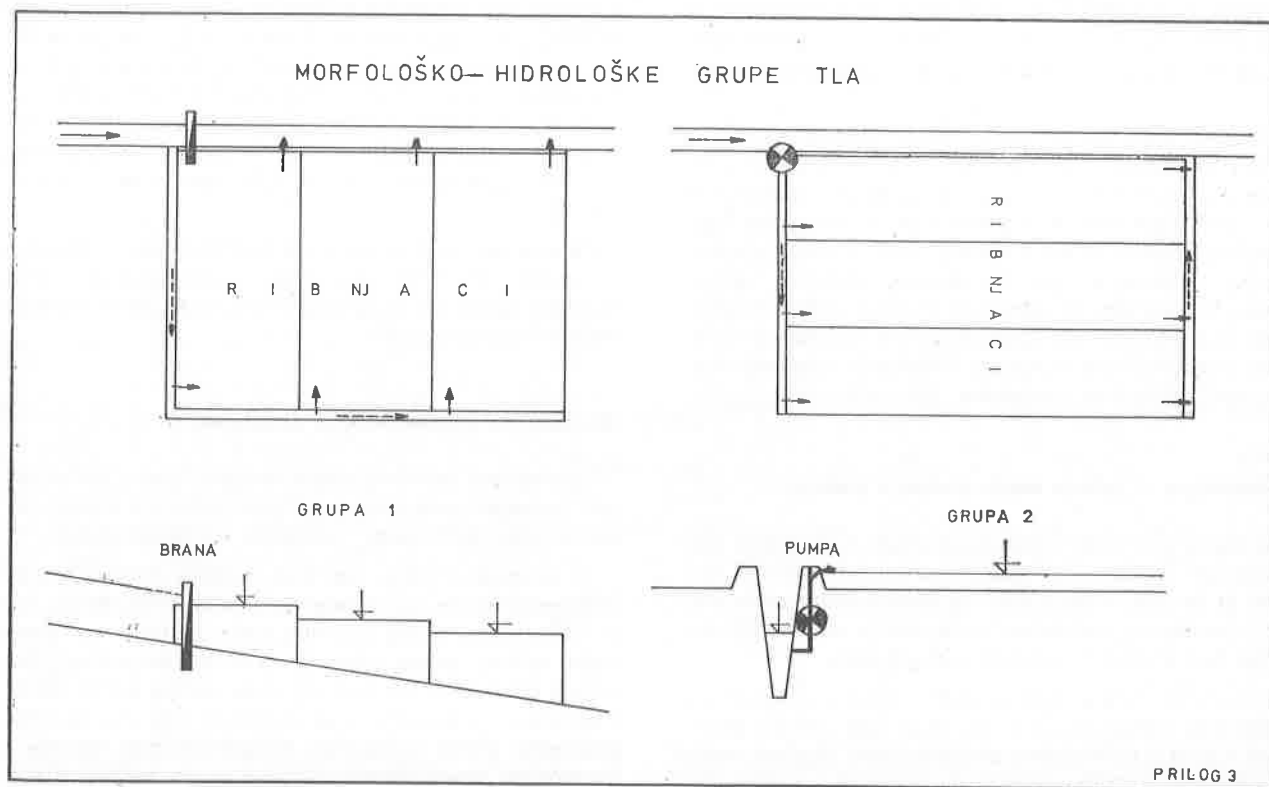 MORFOLOŠKO-HIDROLOŠKE GRUPE TLA
R I B NJ A C I
R I B NJ A C I
GRUPA 1
BRANA
GRUPA 2
PUMPA
PRILOG 3